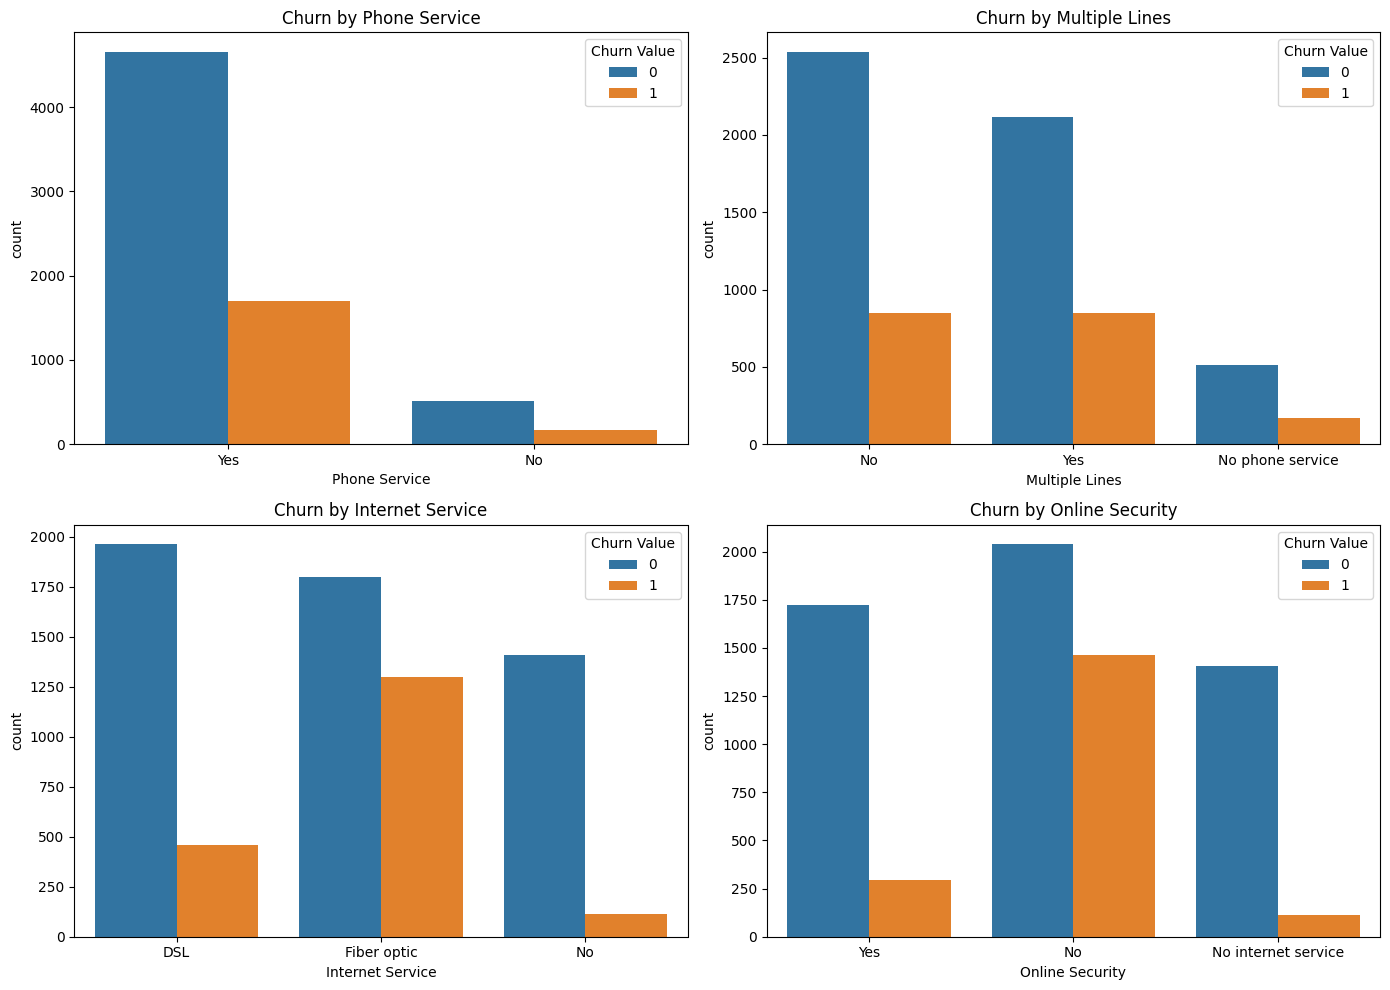 Churn by Phone Service
Churn Value
0
1
4000
3000
2000
1000
0
count
Yes
No
Phone Service
Churn by Multiple Lines
Churn Value
0
1
2500
2000
1500
1000
500
0
count
No
Yes
No phone service
Multiple Lines
Churn by Internet Service
Churn Value
0
1
2000
1750
1500
1250
1000
750
500
250
0
count
DSL
Fiber optic
No
Internet Service
Churn by Online Security
Churn Value
0
1
2000
1750
1500
1250
1000
750
500
250
0
count
Yes
No
No internet service
Online Security